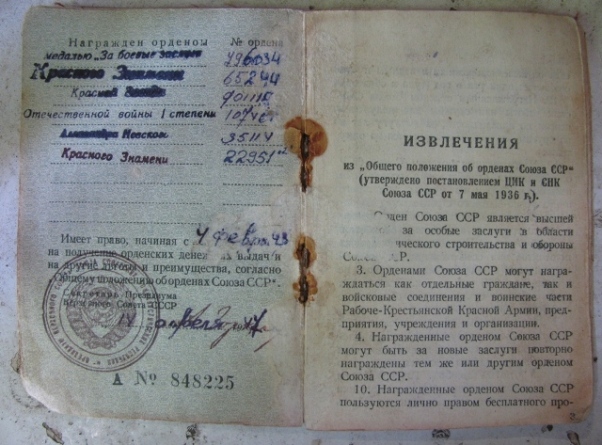 Награжден орденом № ордена
медалью „За боевые заслуги 296034
Красного Знамени 65244
Красной Звезды
Отечественной войны I степени
Александра Невского 35114
Красного Знамени 22951
Имеет право, начиная с 4 февр. 43
на получение орденских денег выдач и
на другие льготы и преимущества, согласно
„Общему положению об орденах Союза ССР“.
Секретарь Президиума
Верховного Совета СССР
А № 848225
ИЗВЛЕЧЕНИЯ
из „Общего положения об орденах Союза ССР“
(утверждено постановлением ЦИК и СНК
Союза ССР от 7 мая 1936 г.).
Союза ССР является высшей
за особые заслуги в области
ческого строительства и обороны
3. Орденами Союза ССР могут награ-
ждаться как отдельные граждане, так и
войсковые соединения и воинские части
Рабоче-Крестьянской Красной Армии, пред-
приятия, учреждения и организации.
4. Награжденные орденом Союза ССР
могут быть за новые заслуги повторно
награждены тем же или другим орденом
Союза ССР.
10. Награжденные орденом Союза ССР
пользуются лично правом бесплатного про-